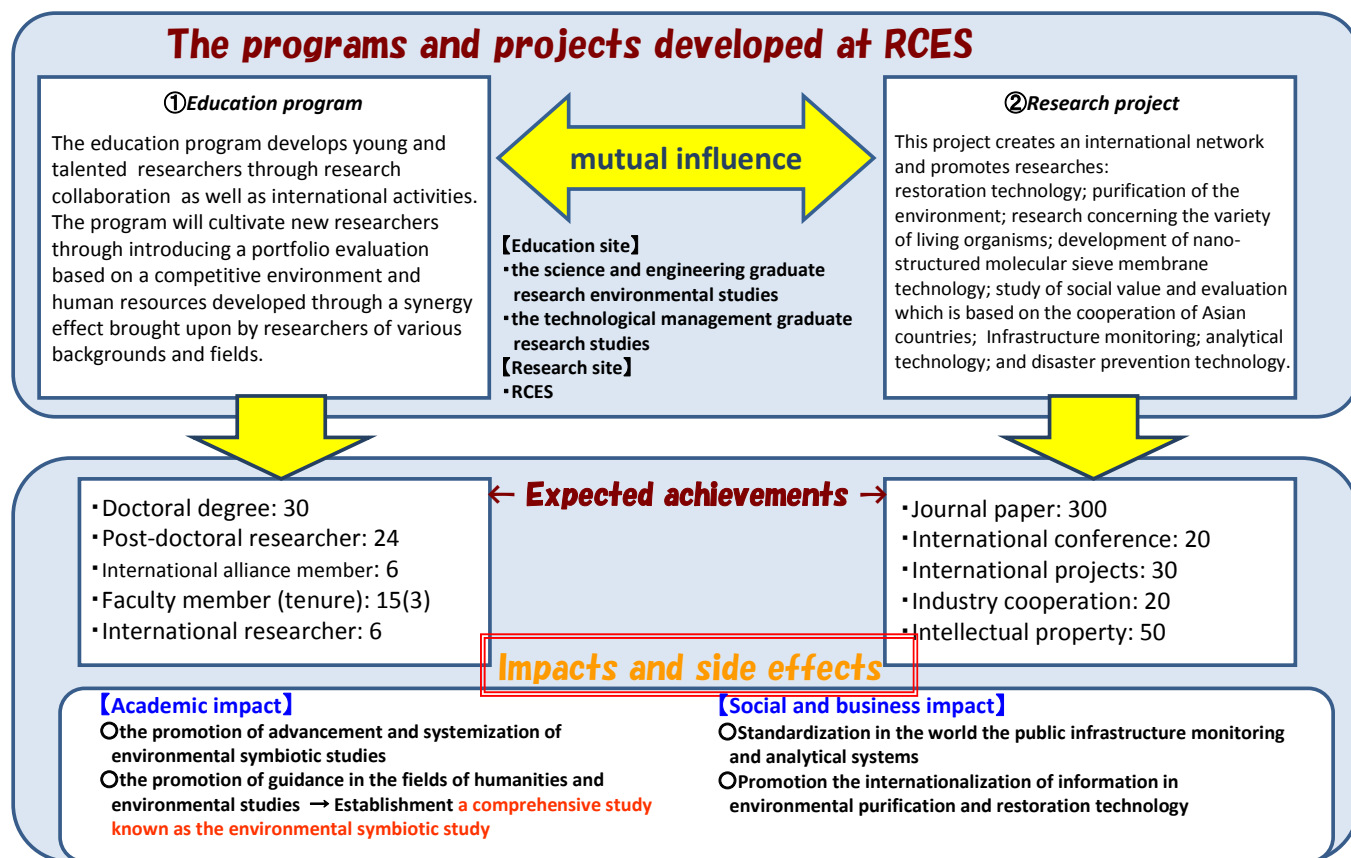 The programs and projects developed at RCES
①Education program
The education program develops young and
talented researchers through research
collaboration as well as international activities.
The program will cultivate new researchers
through introducing a portfolio evaluation
based on a competitive environment and
human resources developed through a synergy
effect brought upon by researchers of various
backgrounds and fields.
mutual influence
【Education site】
・the science and engineering graduate
research environmental studies
・the technological management graduate
research studies
【Research site】
・RCES
②Research project
This project creates an international network
and promotes researches:
restoration technology; purification of the
environment; research concerning the variety
of living organisms; development of nano-
structured molecular sieve membrane
technology; study of social value and evaluation
which is based on the cooperation of Asian
countries; Infrastructure monitoring; analytical
technology; and disaster prevention technology.
← Expected achievements →
・Doctoral degree: 30
・Post-doctoral researcher: 24
・International alliance member: 6
・Faculty member (tenure): 15(3)
・International researcher: 6
・Journal paper: 300
・International conference: 20
・International projects: 30
・Industry cooperation: 20
・Intellectual property: 50
Impacts and side effects
【Academic impact】
○the promotion of advancement and systemization of
environmental symbiotic studies
○the promotion of guidance in the fields of humanities and
environmental studies → Establishment a comprehensive study
known as the environmental symbiotic study
【Social and business impact】
○Standardization in the world the public infrastructure monitoring
and analytical systems
○Promotion the internationalization of information in
environmental purification and restoration technology